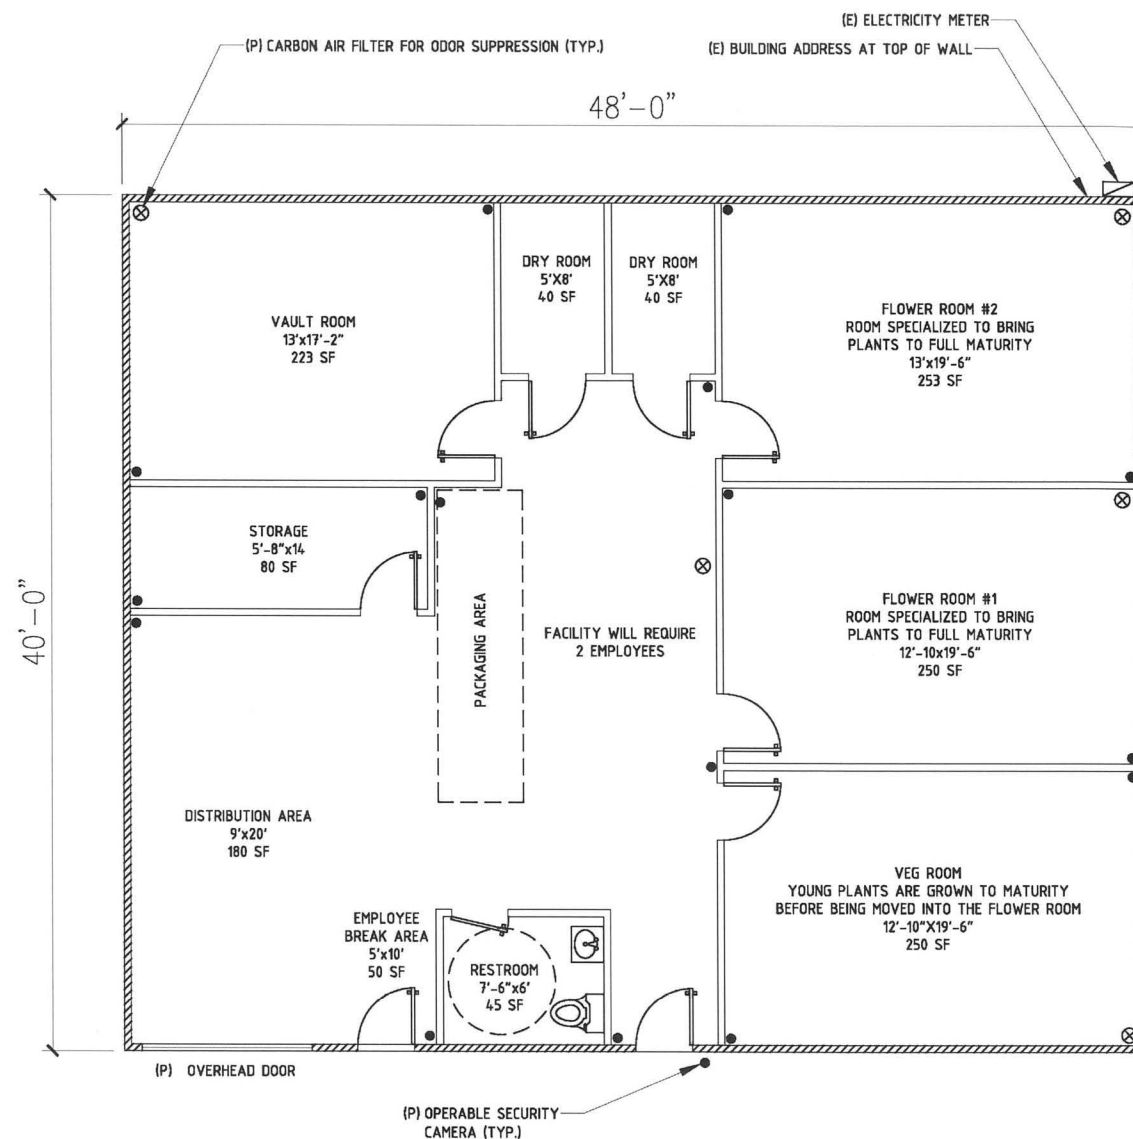 (E) ELECTRICITY METER
(P) CARBON AIR FILTER FOR ODOR SUPPRESSION (TYP.)
(E) BUILDING ADDRESS AT TOP OF WALL
48'-0"
40'-0"
VAULT ROOM
13'x17'-2"
223 SF
DRY ROOM
5'X8'
40 SF
DRY ROOM
5'X8'
40 SF
FLOWER ROOM #2
ROOM SPECIALIZED TO BRING
PLANTS TO FULL MATURITY
13'x19'-6"
253 SF
STORAGE
5'-8"x14
80 SF
PACKAGING AREA
FACILITY WILL REQUIRE
2 EMPLOYEES
FLOWER ROOM #1
ROOM SPECIALIZED TO BRING
PLANTS TO FULL MATURITY
12'-10x19'-6"
250 SF
DISTRIBUTION AREA
9'x20'
180 SF
VEG ROOM
YOUNG PLANTS ARE GROWN TO MATURITY
BEFORE BEING MOVED INTO THE FLOWER ROOM
12'-10"X19'-6"
250 SF
EMPLOYEE
BREAK AREA
5'x10'
50 SF
RESTROOM
7'-6"x6'
45 SF
(P) OVERHEAD DOOR
(P) OPERABLE SECURITY
CAMERA (TYP.)